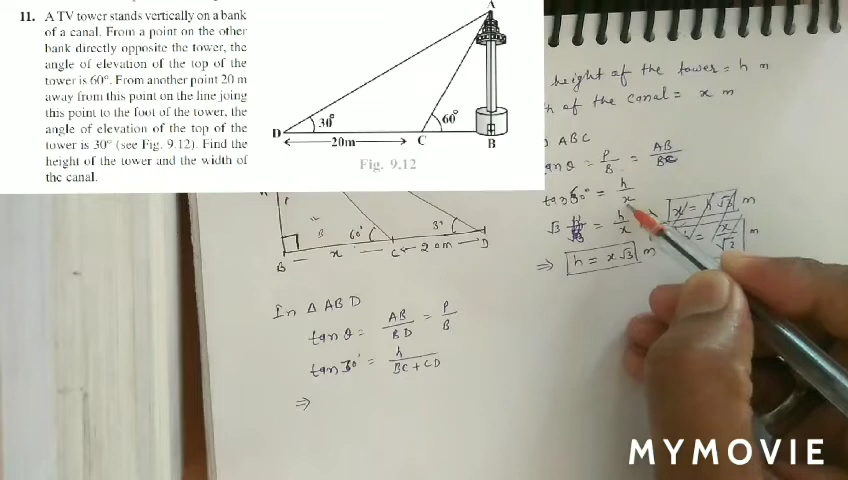 11. A TV tower stands vertically on a bank
of a canal. From a point on the other
bank directly opposite the tower, the
angle of elevation of the top of the
tower is 60°. From another point 20 m
away from this point on the line joing
this point to the foot of the tower, the
angle of elevation of the top of the
tower is 30° (see Fig. 9.12). Find the
height of the tower and the width of
the canal.
A
30°
60°
D
20m
C
B
Fig. 9.12
height of the tower = h m
of the canal = x m
ABC
tan θ = P/B = AB/BC
tan 60° = h/x
√3 = h/x
⇒ h = x√3 m
60°
B
x
C
20m
D
In △ ABD
tan θ = AB/BD = P/B
tan 30° = h/BC + CD
⇒
MYMOVIE